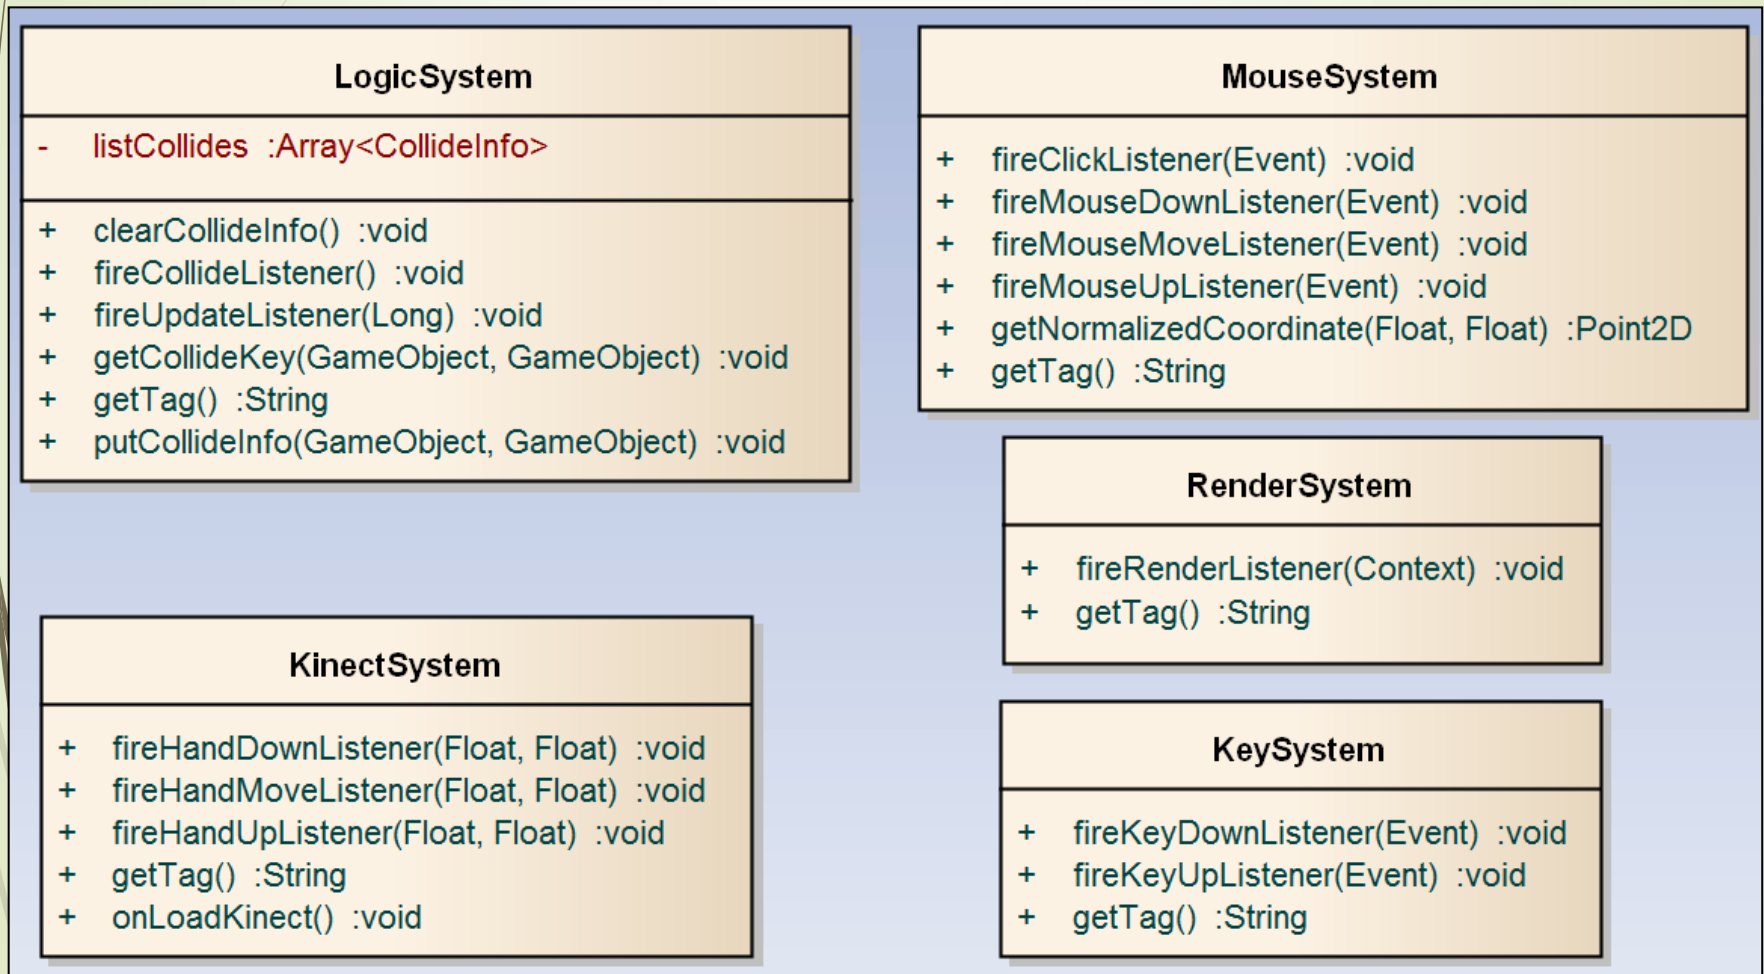 LogicSystem
- listCollides :Array<CollideInfo>
+ clearCollideInfo() :void
+ fireCollideListener() :void
+ fireUpdateListener(Long) :void
+ getCollideKey(GameObject, GameObject) :void
+ getTag() :String
+ putCollideInfo(GameObject, GameObject) :void
MouseSystem
+ fireClickListener(Event) :void
+ fireMouseDownListener(Event) :void
+ fireMouseMoveListener(Event) :void
+ fireMouseUpListener(Event) :void
+ getNormalizedCoordinate(Float, Float) :Point2D
+ getTag() :String
RenderSystem
+ fireRenderListener(Context) :void
+ getTag() :String
KinectSystem
+ fireHandDownListener(Float, Float) :void
+ fireHandMoveListener(Float, Float) :void
+ fireHandUpListener(Float, Float) :void
+ getTag() :String
+ onLoadKinect() :void
KeySystem
+ fireKeyDownListener(Event) :void
+ fireKeyUpListener(Event) :void
+ getTag() :String